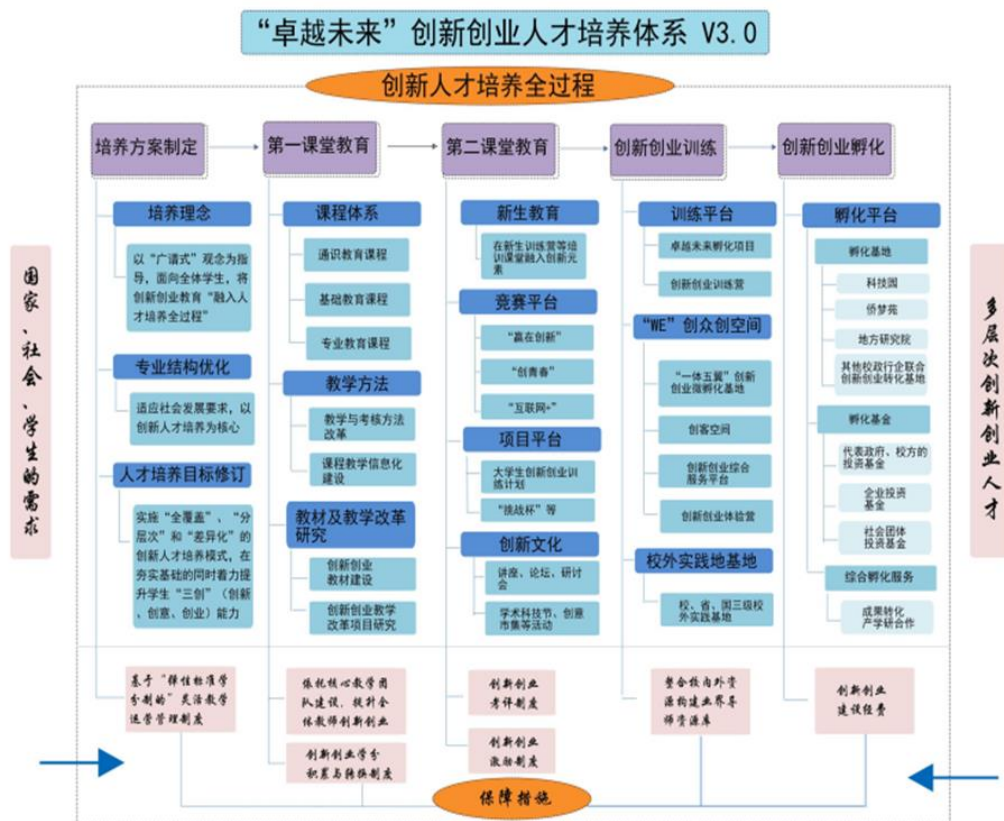 “卓越未来”创新创业人才培养体系 V3.0
创新人才培养全过程
培养方案制定
第一课堂教育
第二课堂教育
创新创业训练
创新创业孵化
国家、社会、学生的需求
培养理念
以“广谱式”观念为指
导，面向全体学生，将
创新创业教育“融入人
才培养全过程”
专业结构优化
适应社会发展要求，以
创新人才培养为核心
人才培养目标修订
实施“全覆盖”、“分
层次”和“差异化”的
创新人才培养模式，在
夯实基础的同时着力提
升学生“三创”（创新
、创意、创业）能力
课程体系
通识教育课程
基础教育课程
专业教育课程
教学方法
教学与考核方法
改革
课程教学信息化
建设
教材及教学改革
研究
创新创业
教材建设
创新创业教学
改革项目研究
新生教育
在新生训练营等培
训课堂融入创新元
素
竞赛平台
“赢在创新”
“创青春”
“互联网+”
项目平台
大学生创新创业训
练计划
“挑战杯”等
创新文化
讲座、论坛、研讨
会
学术科技节、创意
市集等活动
训练平台
卓越未来孵化项目
创新创业训练营
“WE”创众创空间
“一体五翼”创新
创业微孵化基地
创客空间
创新创业综合
服务平台
创新创业体验营
校外实践地基地
校、省、国三级校
外实践基地
孵化平台
孵化基地
科技园
侨梦苑
地方研究院
其他校政行企联合
创新创业转化基地
孵化基金
代表政府、校方的
投资基金
企业投资
基金
社会团体
投资基金
综合孵化服务
成果转化
产学研合作
多层次创新创业人才
基于“弹性标准学
分制的”灵活教学
运营管理制度
依托核心教学团
队建设，提升全
体教师创新创业
创新创业学分
积累与转换制度
创新创业
考评制度
创新创业
激励制度
整合校内外资
源构建业界导
师资源库
创新创业
建设经费
保障措施